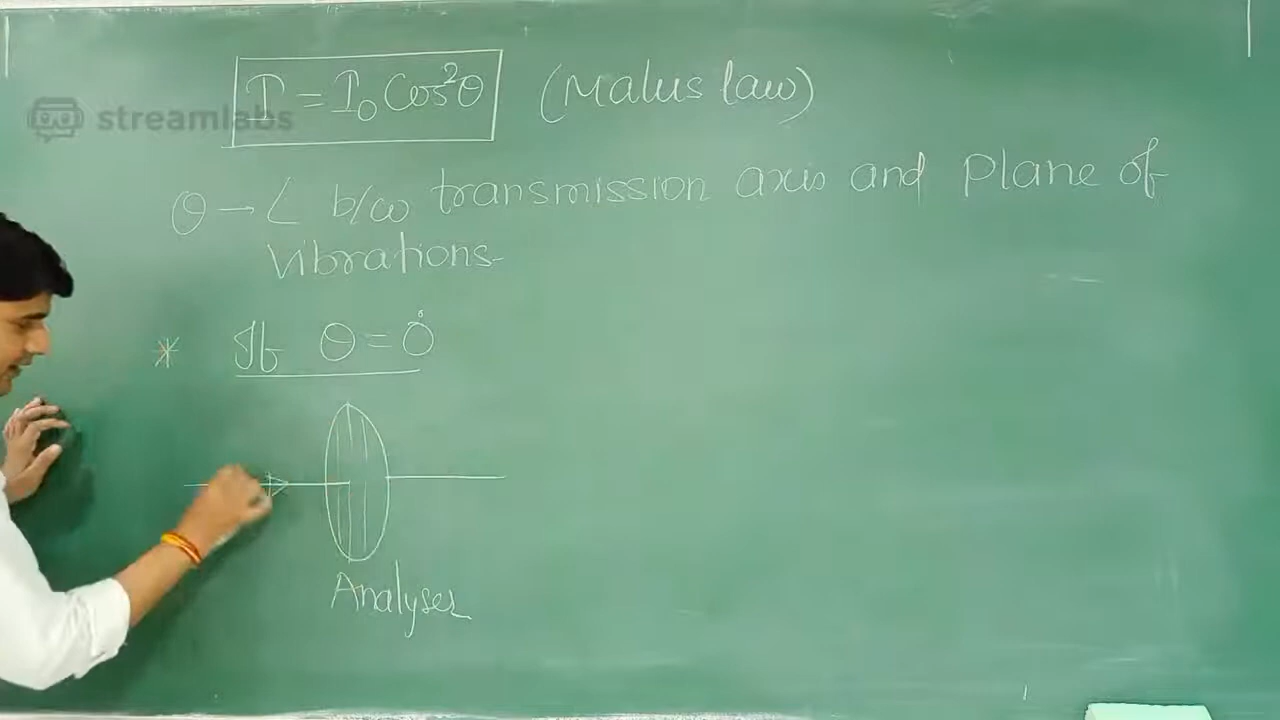 I = I₀ Cos²θ (Malus law)
streamlabs
θ → ∠ b/w transmission axis and Plane of
vibrations-
* If θ = 0°
Analyser